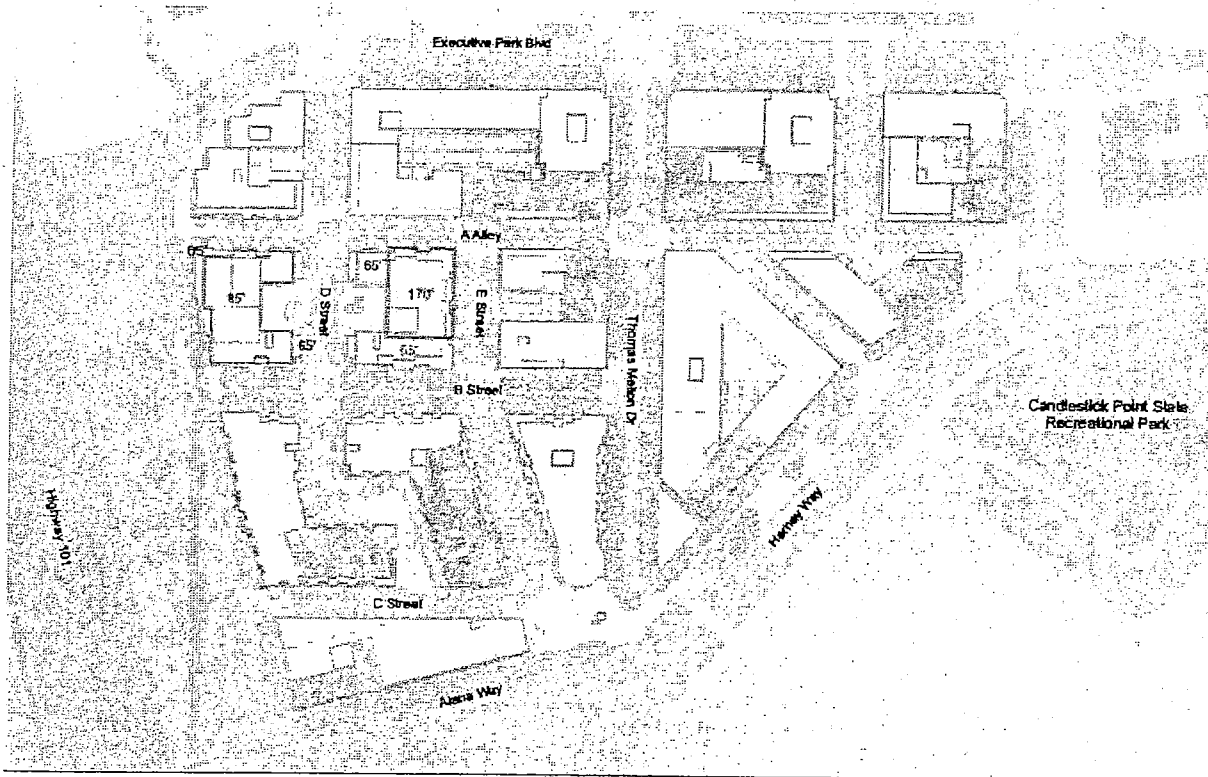 Executive Park Blvd
A Alley
65'
65'
85'
170'
D Street
E Street
65'
65'
Thomas Mellon Dr
B Street
Candlestick Point State
Recreational Park
Highway 101
Harney Way
C Street
Alana Way